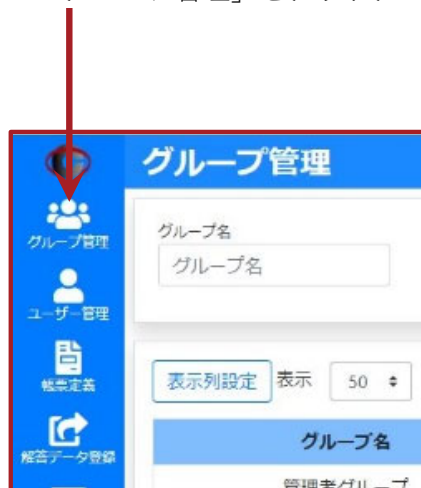 グループ管理
グループ管理
グループ名
グループ名
ユーザー管理
帳票定義
表示列設定 表示 50
解答データ登録
グループ名
管理者グループ